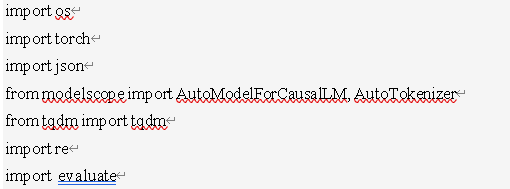 import os
import torch
import json
from modelscope import AutoModelForCausalLM, AutoTokenizer
from tqdm import tqdm
import re
import evaluate